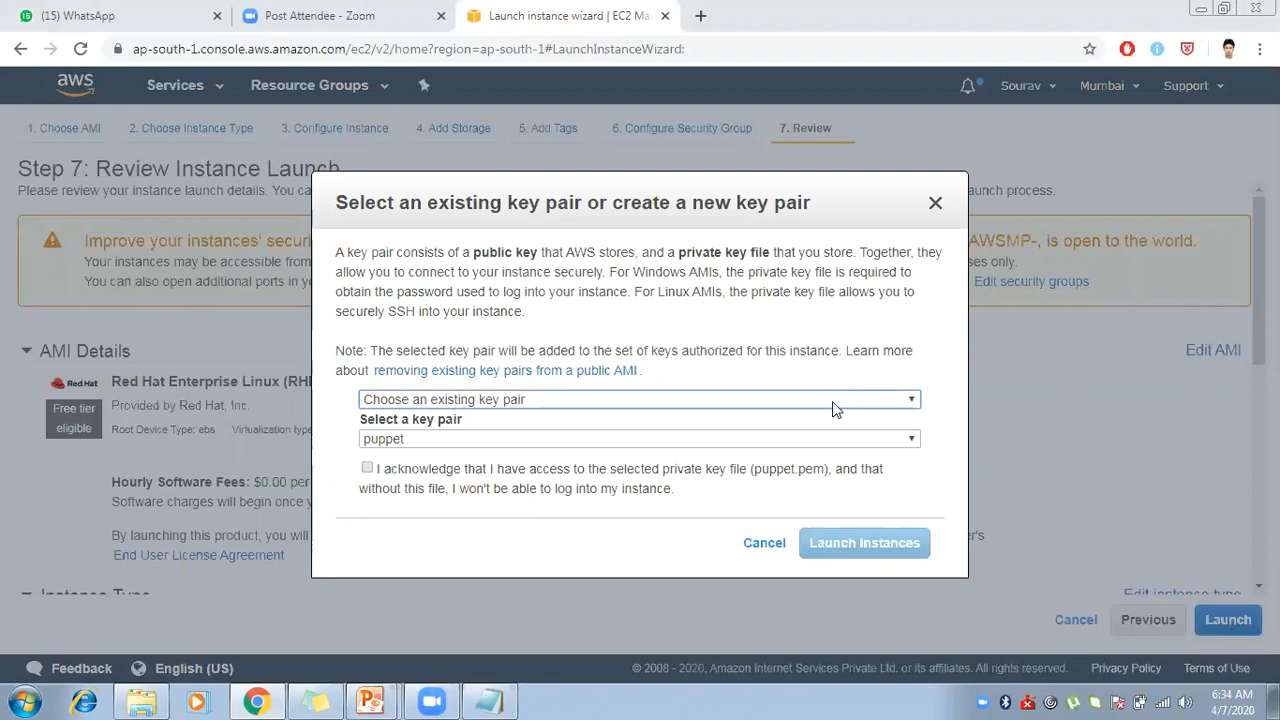 (15) WhatsApp
Post Attendee - Zoom
Launch instance wizard | EC2 Ma
ap-south-1.console.aws.amazon.com/ec2/v2/home?region=ap-south-1#LaunchInstanceWizard:
aws
Services
Resource Groups
Sourav
Mumbai
Support
1. Choose AMI
2. Choose Instance Type
3. Configure Instance
4. Add Storage
5. Add Tags
6. Configure Security Group
7. Review
Step 7: Review Instance Launch
Please review your instance launch details. You ca
aunch process.
Improve your instances' securi
AWSMP-, is open to the world.
Your instances may be accessible from
ses only.
You can also open additional ports in y
Edit security groups
AMI Details
Edit AMI
Red Hat
Red Hat Enterprise Linux (RH
Free tier
eligible
Provided by Red Hat, Inc.
Root Device Type: ebs
Virtualization type
Hourly Software Fees: $0.00 per
Software charges will begin once y
By launching this product, you will
er's
End User License Agreement
Instance Type
Edit instance type
Select an existing key pair or create a new key pair
A key pair consists of a public key that AWS stores, and a private key file that you store. Together, they
allow you to connect to your instance securely. For Windows AMIs, the private key file is required to
obtain the password used to log into your instance. For Linux AMIs, the private key file allows you to
securely SSH into your instance.
Note: The selected key pair will be added to the set of keys authorized for this instance. Learn more
about removing existing key pairs from a public AMI .
Choose an existing key pair
Select a key pair
puppet
I acknowledge that I have access to the selected private key file (puppet.pem), and that
without this file, I won't be able to log into my instance.
Cancel
Launch Instances
Cancel
Previous
Launch
Feedback
English (US)
© 2008 - 2020, Amazon Internet Services Private Ltd. or its affiliates. All rights reserved.
Privacy Policy
Terms of Use
6:34 AM
4/7/2020